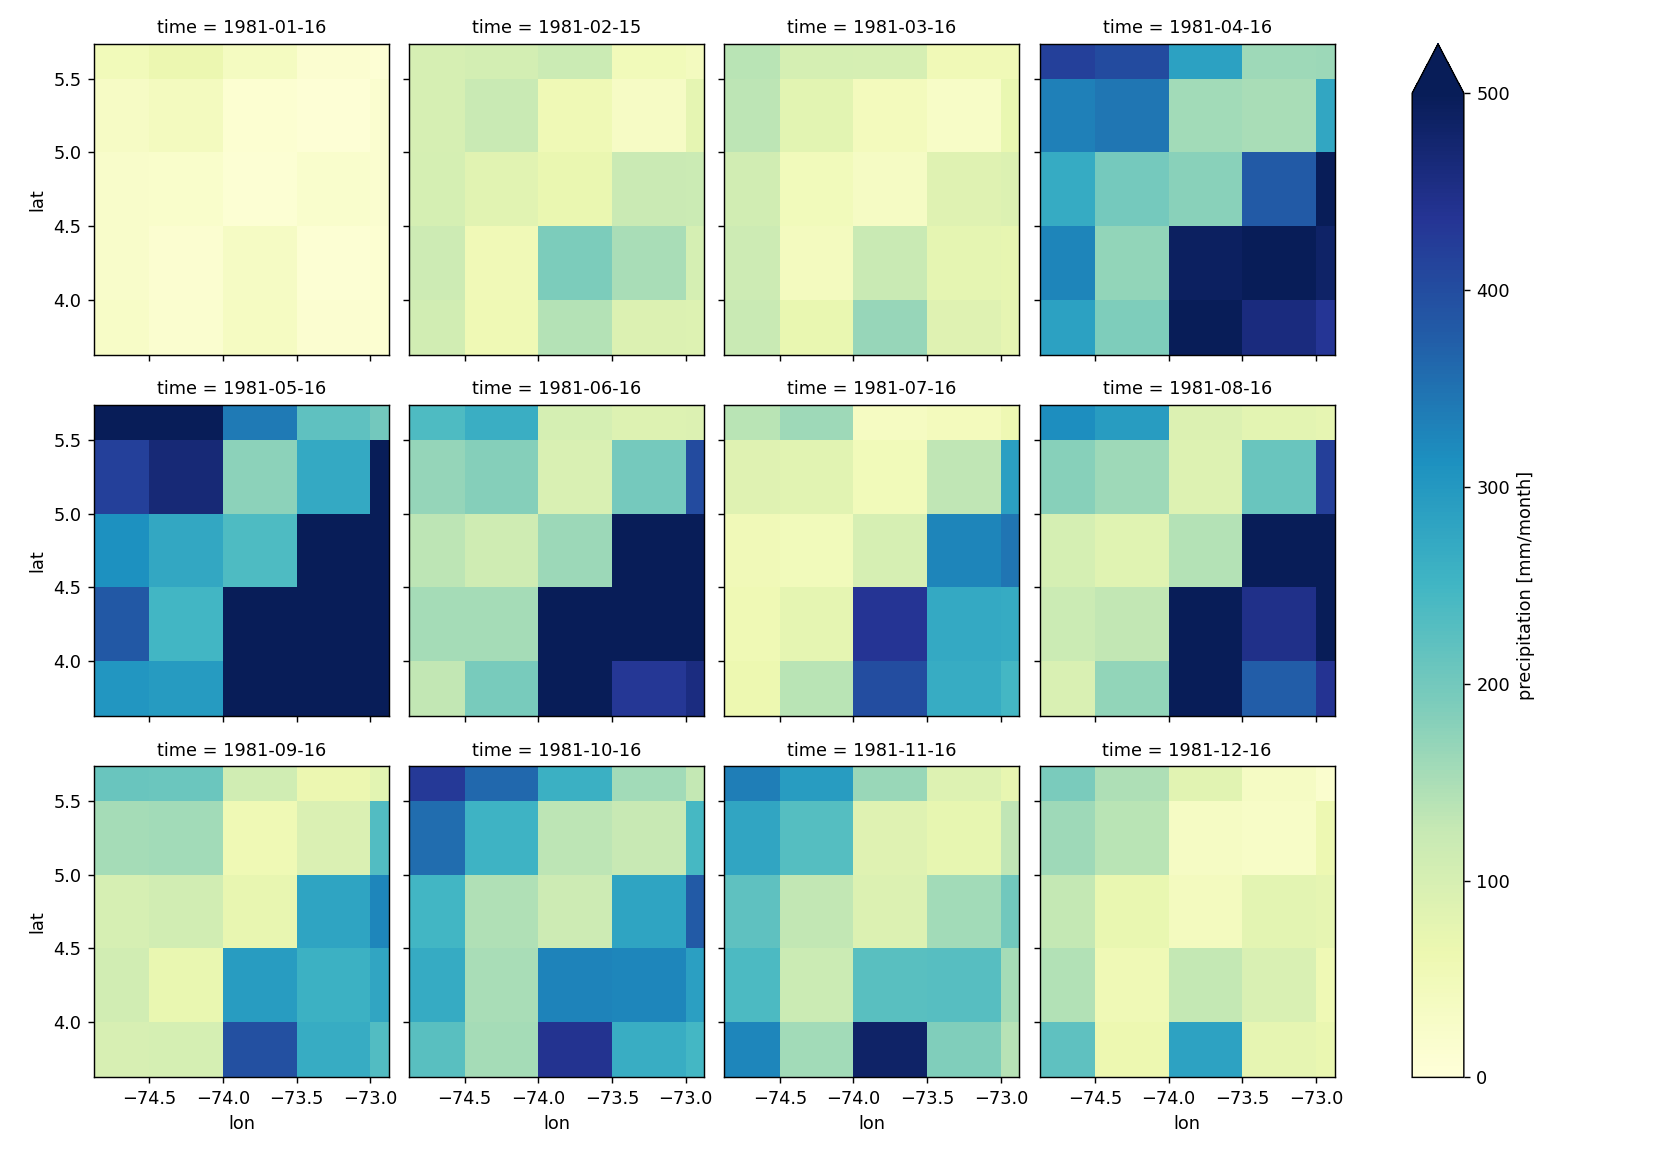 time = 1981-01-16
time = 1981-02-15
time = 1981-03-16
time = 1981-04-16
5.5
5.0
4.5
4.0
lat
time = 1981-05-16
time = 1981-06-16
time = 1981-07-16
time = 1981-08-16
5.5
5.0
4.5
4.0
lat
time = 1981-09-16
time = 1981-10-16
time = 1981-11-16
time = 1981-12-16
5.5
5.0
4.5
4.0
lat
−74.5 −74.0 −73.5 −73.0
lon
−74.5 −74.0 −73.5 −73.0
lon
−74.5 −74.0 −73.5 −73.0
lon
−74.5 −74.0 −73.5 −73.0
lon
500
400
300
200
100
0
precipitation [mm/month]